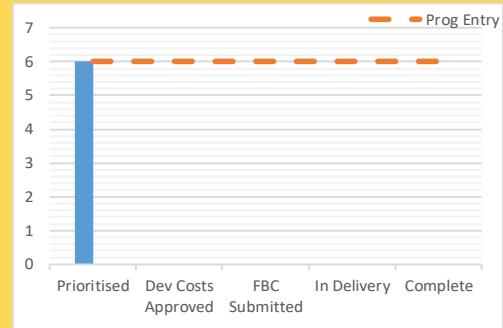 Prog Entry
7
6
5
4
3
2
1
0
Prioritised
Dev Costs
Approved
FBC
Submitted
In Delivery
Complete